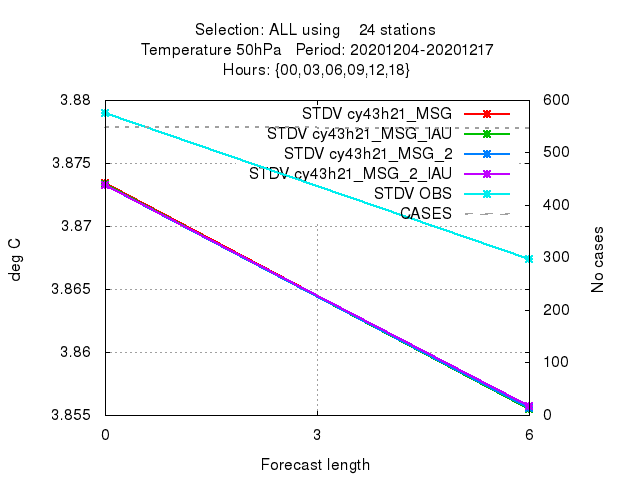 Selection: ALL using 24 stations
Temperature 50hPa Period: 20201204-20201217
Hours: {00,03,06,09,12,18}
3.88
3.875
3.87
3.865
3.86
3.855
600
500
400
300
200
100
0
STDV cy43h21_MSG
STDV cy43h21_MSG_IAU
STDV cy43h21_MSG_2
STDV cy43h21_MSG_2_IAU
STDV OBS
CASES
deg C
No cases
0 3 6
Forecast length